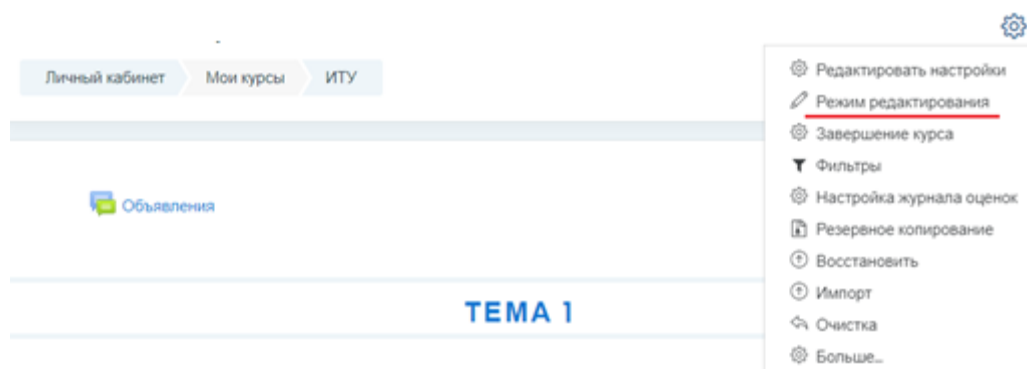 Личный кабинет Мои курсы ИТУ
Объявления
ТЕМА 1
Редактировать настройки
Режим редактирования
Завершение курса
Фильтры
Настройка журнала оценок
Резервное копирование
Восстановить
Импорт
Очистка
Больше...